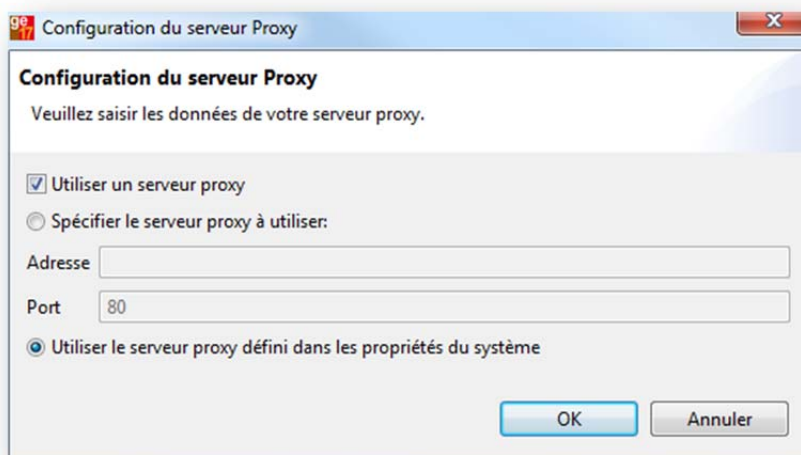 ge
17
Configuration du serveur Proxy
x
Configuration du serveur Proxy
Veuillez saisir les données de votre serveur proxy.
Utiliser un serveur proxy
Spécifier le serveur proxy à utiliser:
Adresse
Port 80
Utiliser le serveur proxy défini dans les propriétés du système
OK Annuler